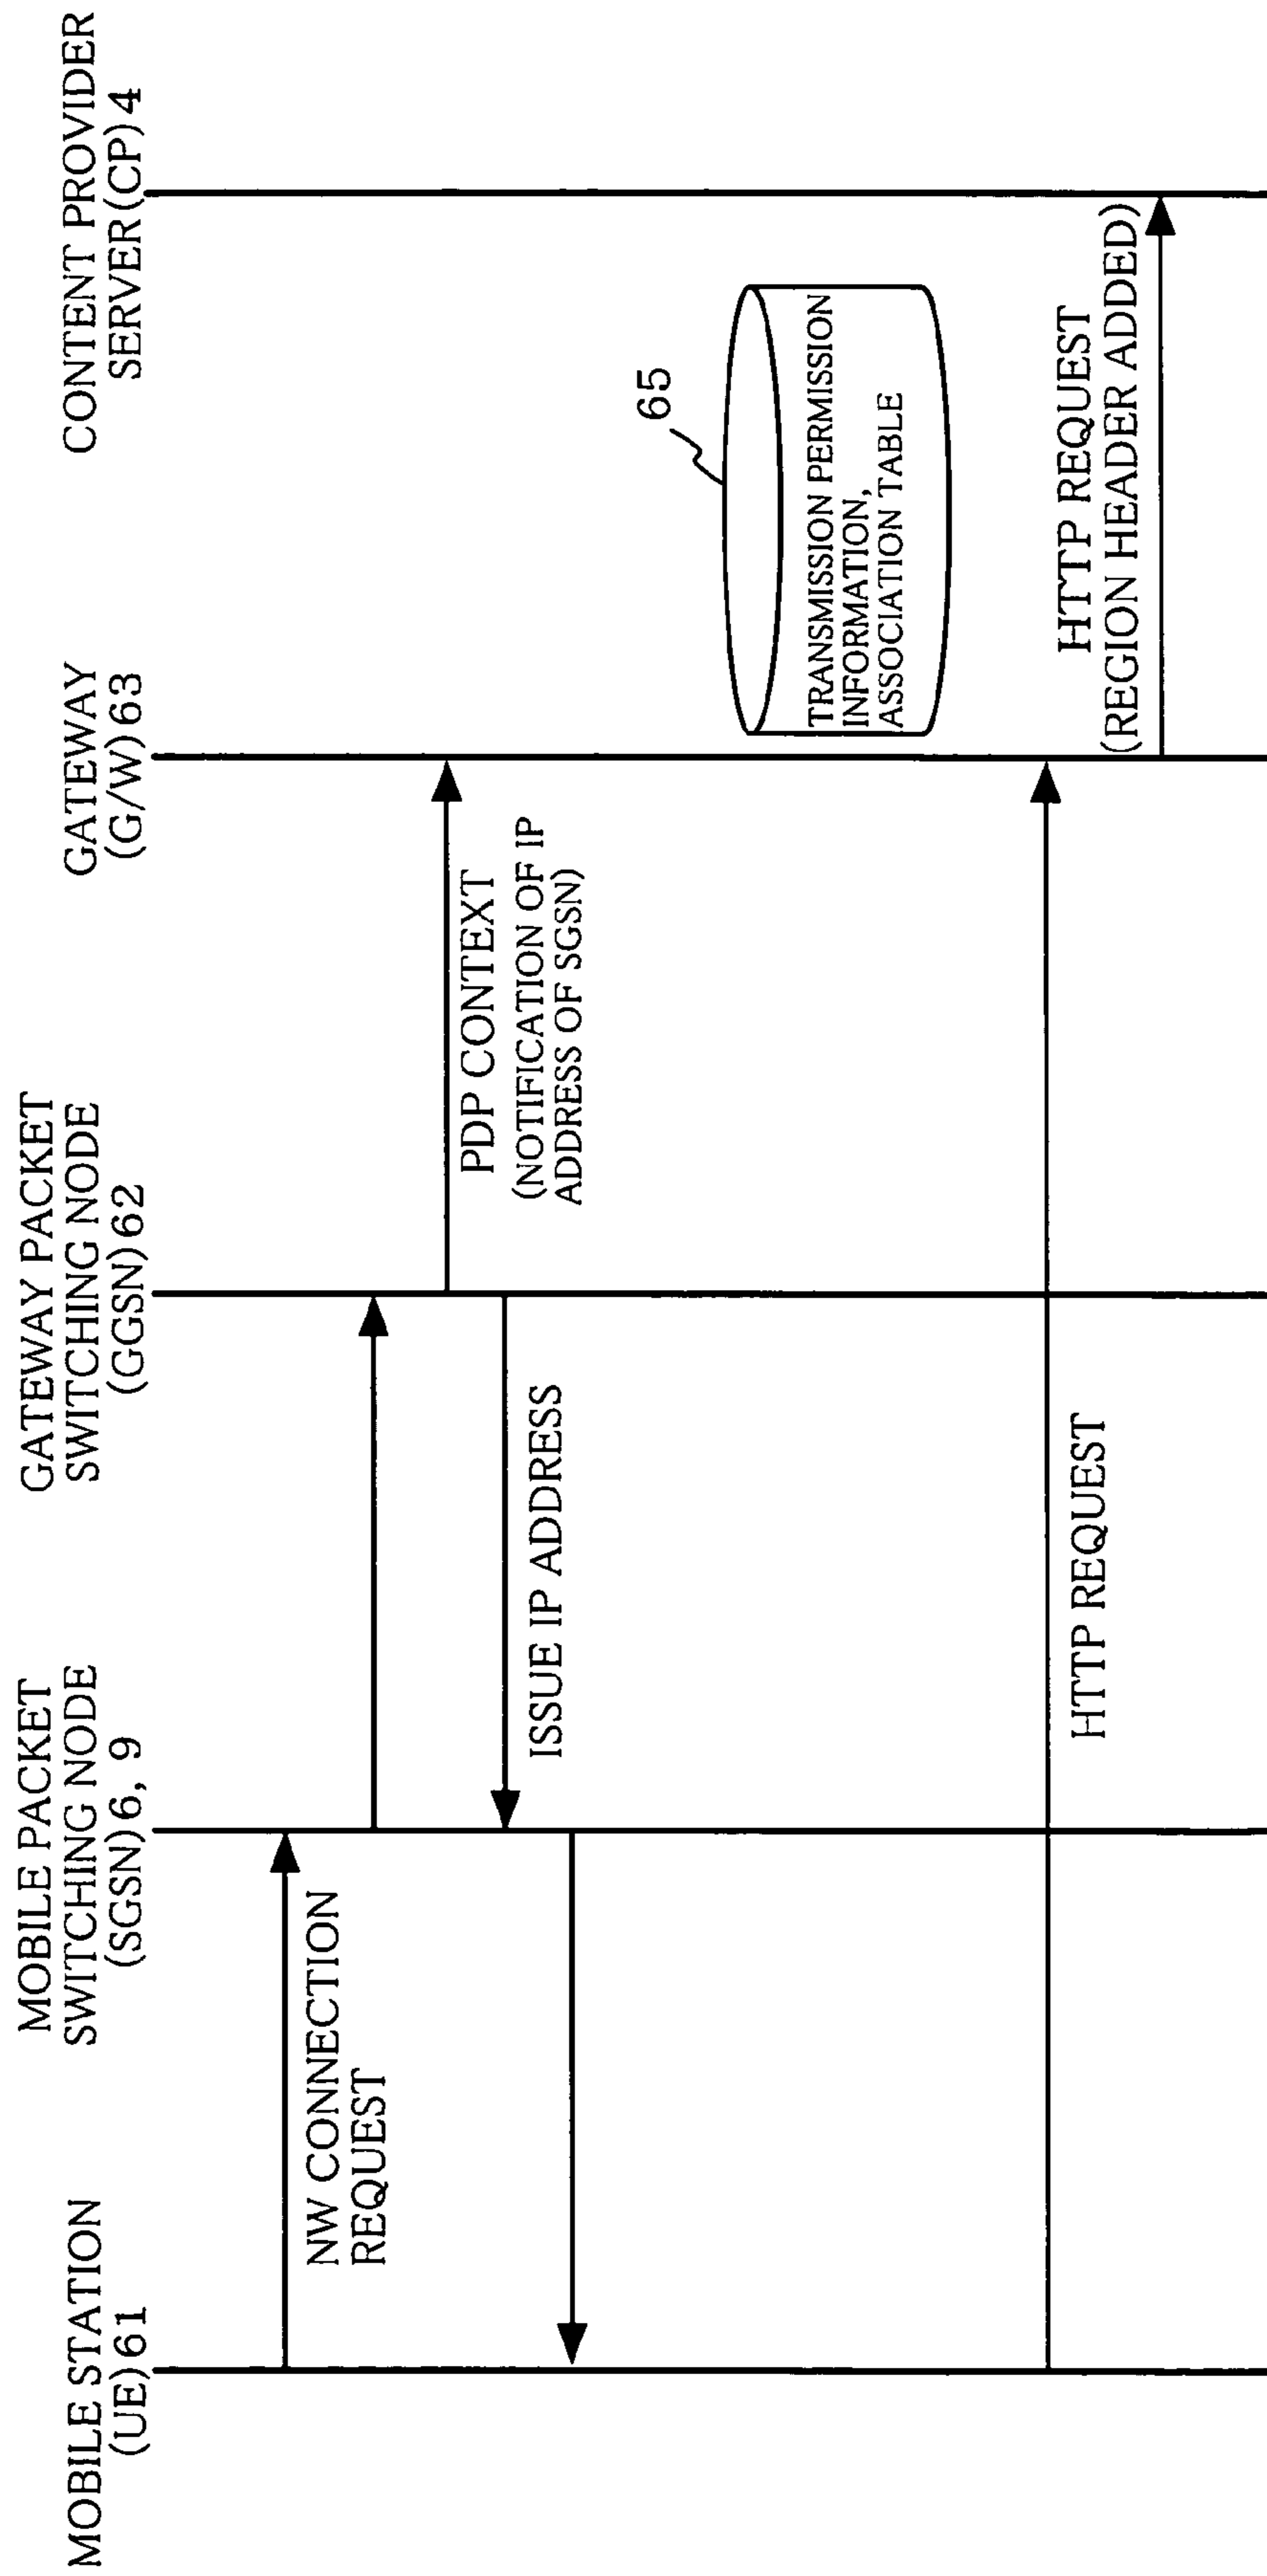 MOBILE STATION
(UE)61
MOBILE PACKET
SWITCHING NODE
(SGSN)6, 9
GATEWAY PACKET
SWITCHING NODE
(GGSN)62
GATEWAY
(G/W)63
CONTENT PROVIDER
SERVER(CP)4
NW CONNECTION
REQUEST
PDP CONTEXT
(NOTIFICATION OF IP
ADDRESS OF SGSN)
ISSUE IP ADDRESS
65
TRANSMISSION PERMISSION
INFORMATION,
ASSOCIATION TABLE
HTTP REQUEST
HTTP REQUEST
(REGION HEADER ADDED)